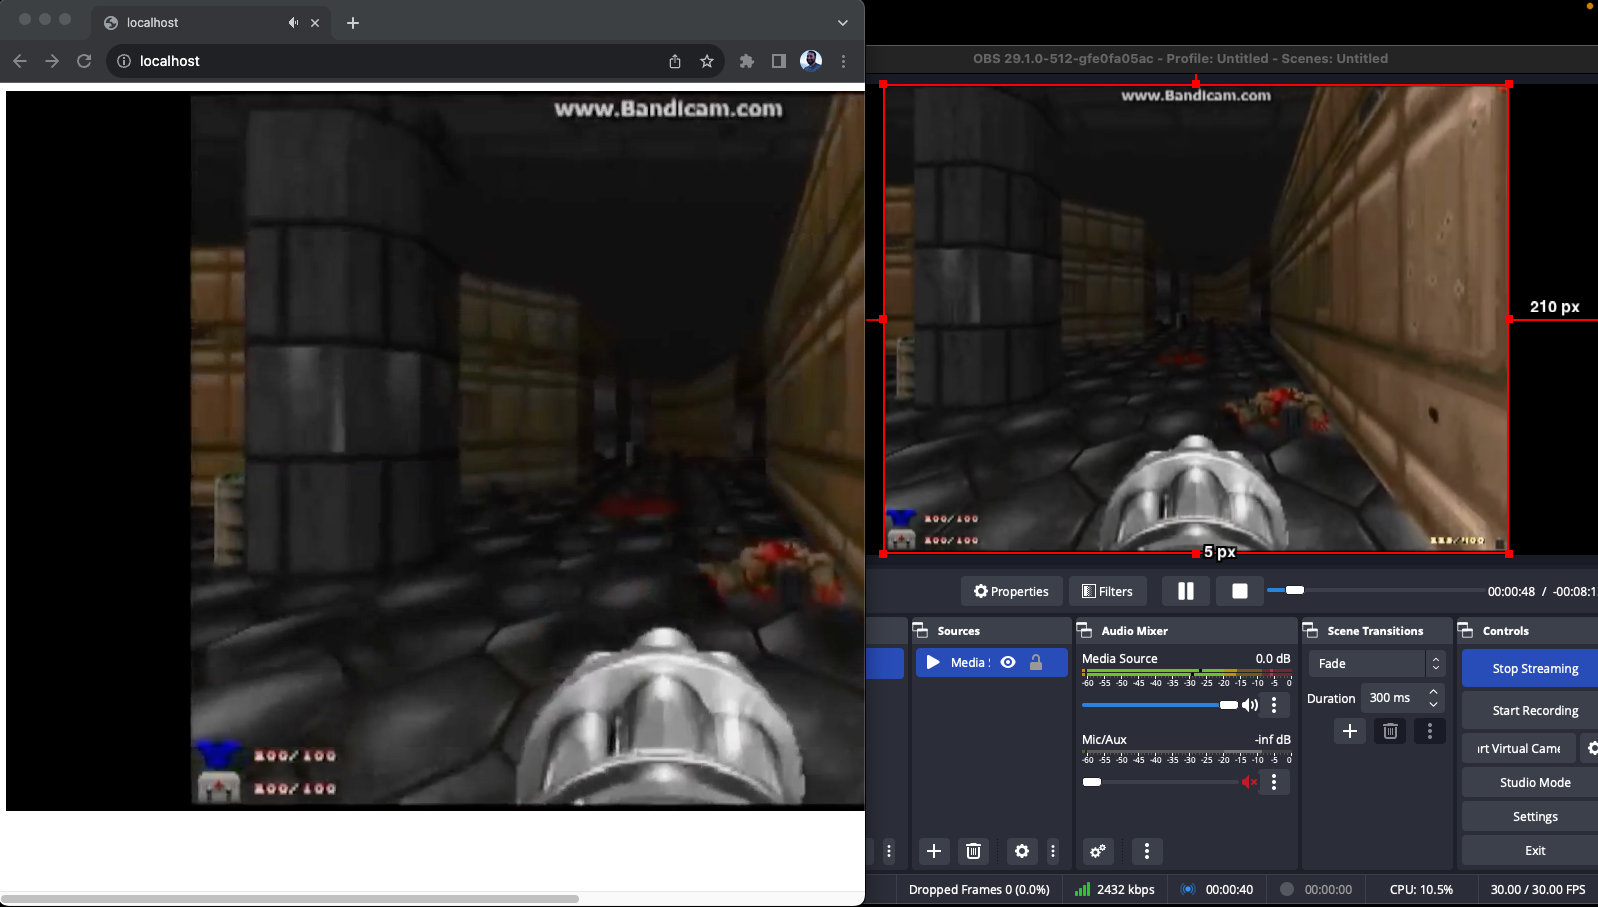 localhost
localhost
www.Bandicam.com
100/100
100/100
OBS 29.1.0-512-gfe0fa05ac - Profile: Untitled - Scenes: Untitled
www.Bandicam.com
210 px
100/100
100/100
5 px
Properties
Filters
00:00:48 / -00:08:1
Sources
Audio Mixer
Scene Transitions
Controls
Media S
Media Source
0.0 dB
-60 -55 -50 -45 -40 -35 -30 -25 -20 -15 -10 -5 0
Mic/Aux
-inf dB
-60 -55 -50 -45 -40 -35 -30 -25 -20 -15 -10 -5 0
Fade
Duration
300 ms
Stop Streaming
Start Recording
art Virtual Came
Studio Mode
Settings
Exit
Dropped Frames 0 (0.0%)
2432 kbps
00:00:40
00:00:00
CPU: 10.5%
30.00 / 30.00 FPS